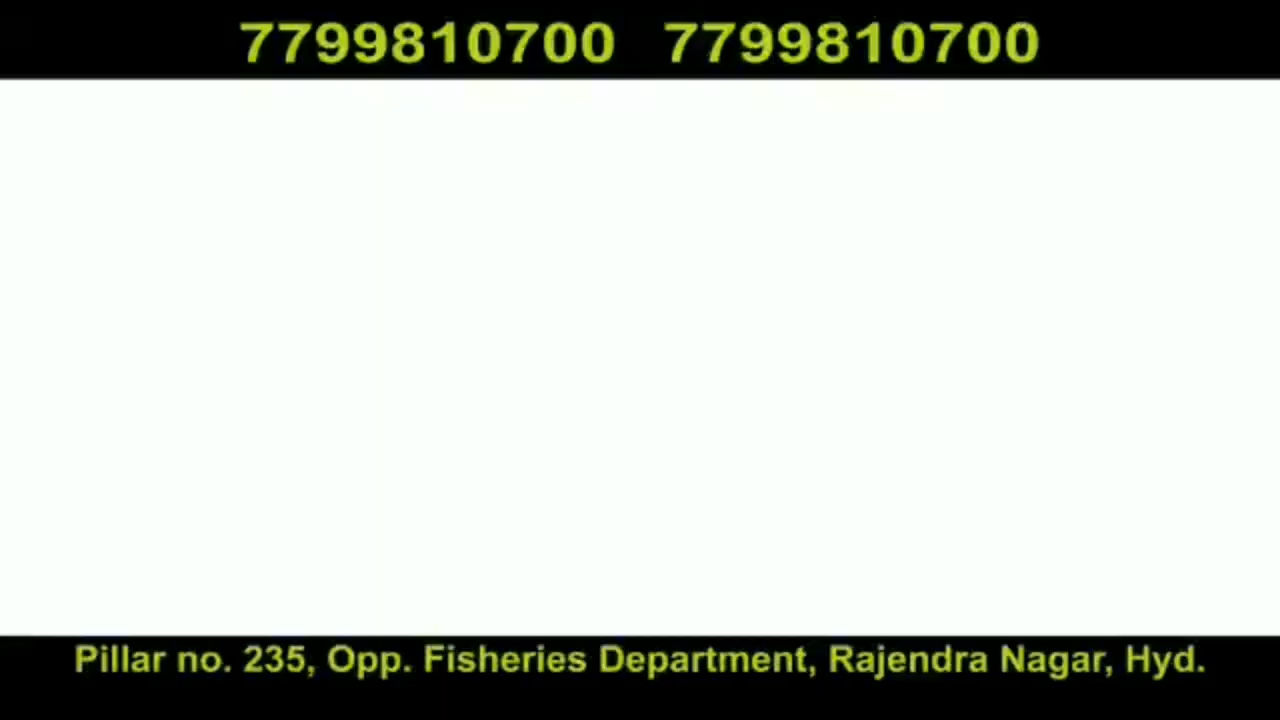 7799810700 7799810700
Pillar no. 235, Opp. Fisheries Department, Rajendra Nagar, Hyd.